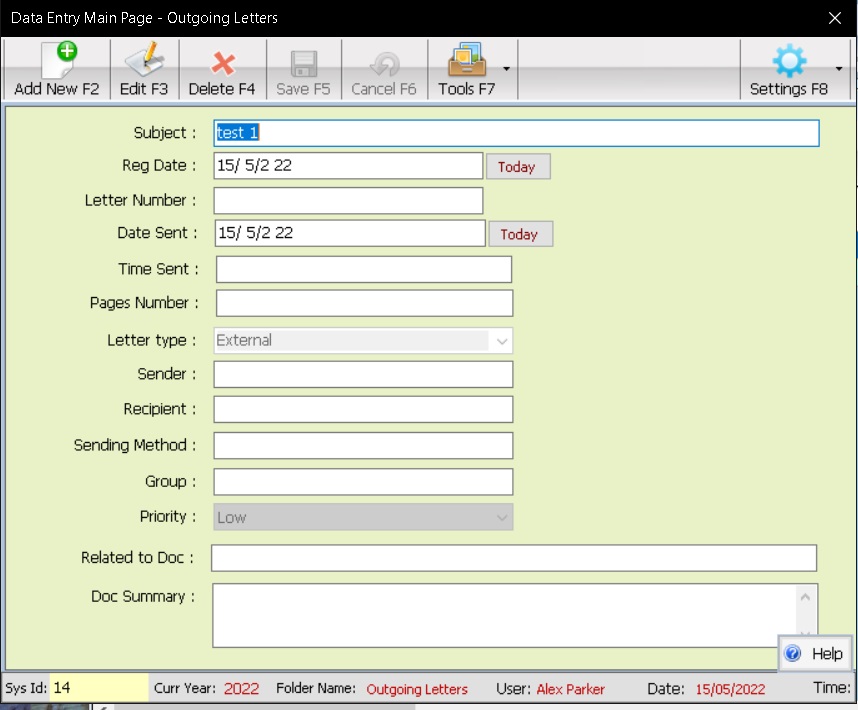 Data Entry Main Page - Outgoing Letters
Add New F2 Edit F3 Delete F4 Save F5 Cancel F6 Tools F7 Settings F8
Subject : test 1
Reg Date : 15/ 5/2 22 Today
Letter Number :
Date Sent : 15/ 5/2 22 Today
Time Sent :
Pages Number :
Letter type : External
Sender :
Recipient :
Sending Method :
Group :
Priority : Low
Related to Doc :
Doc Summary :
Help
Sys Id: 14 Curr Year: 2022 Folder Name: Outgoing Letters User: Alex Parker Date: 15/05/2022 Time: